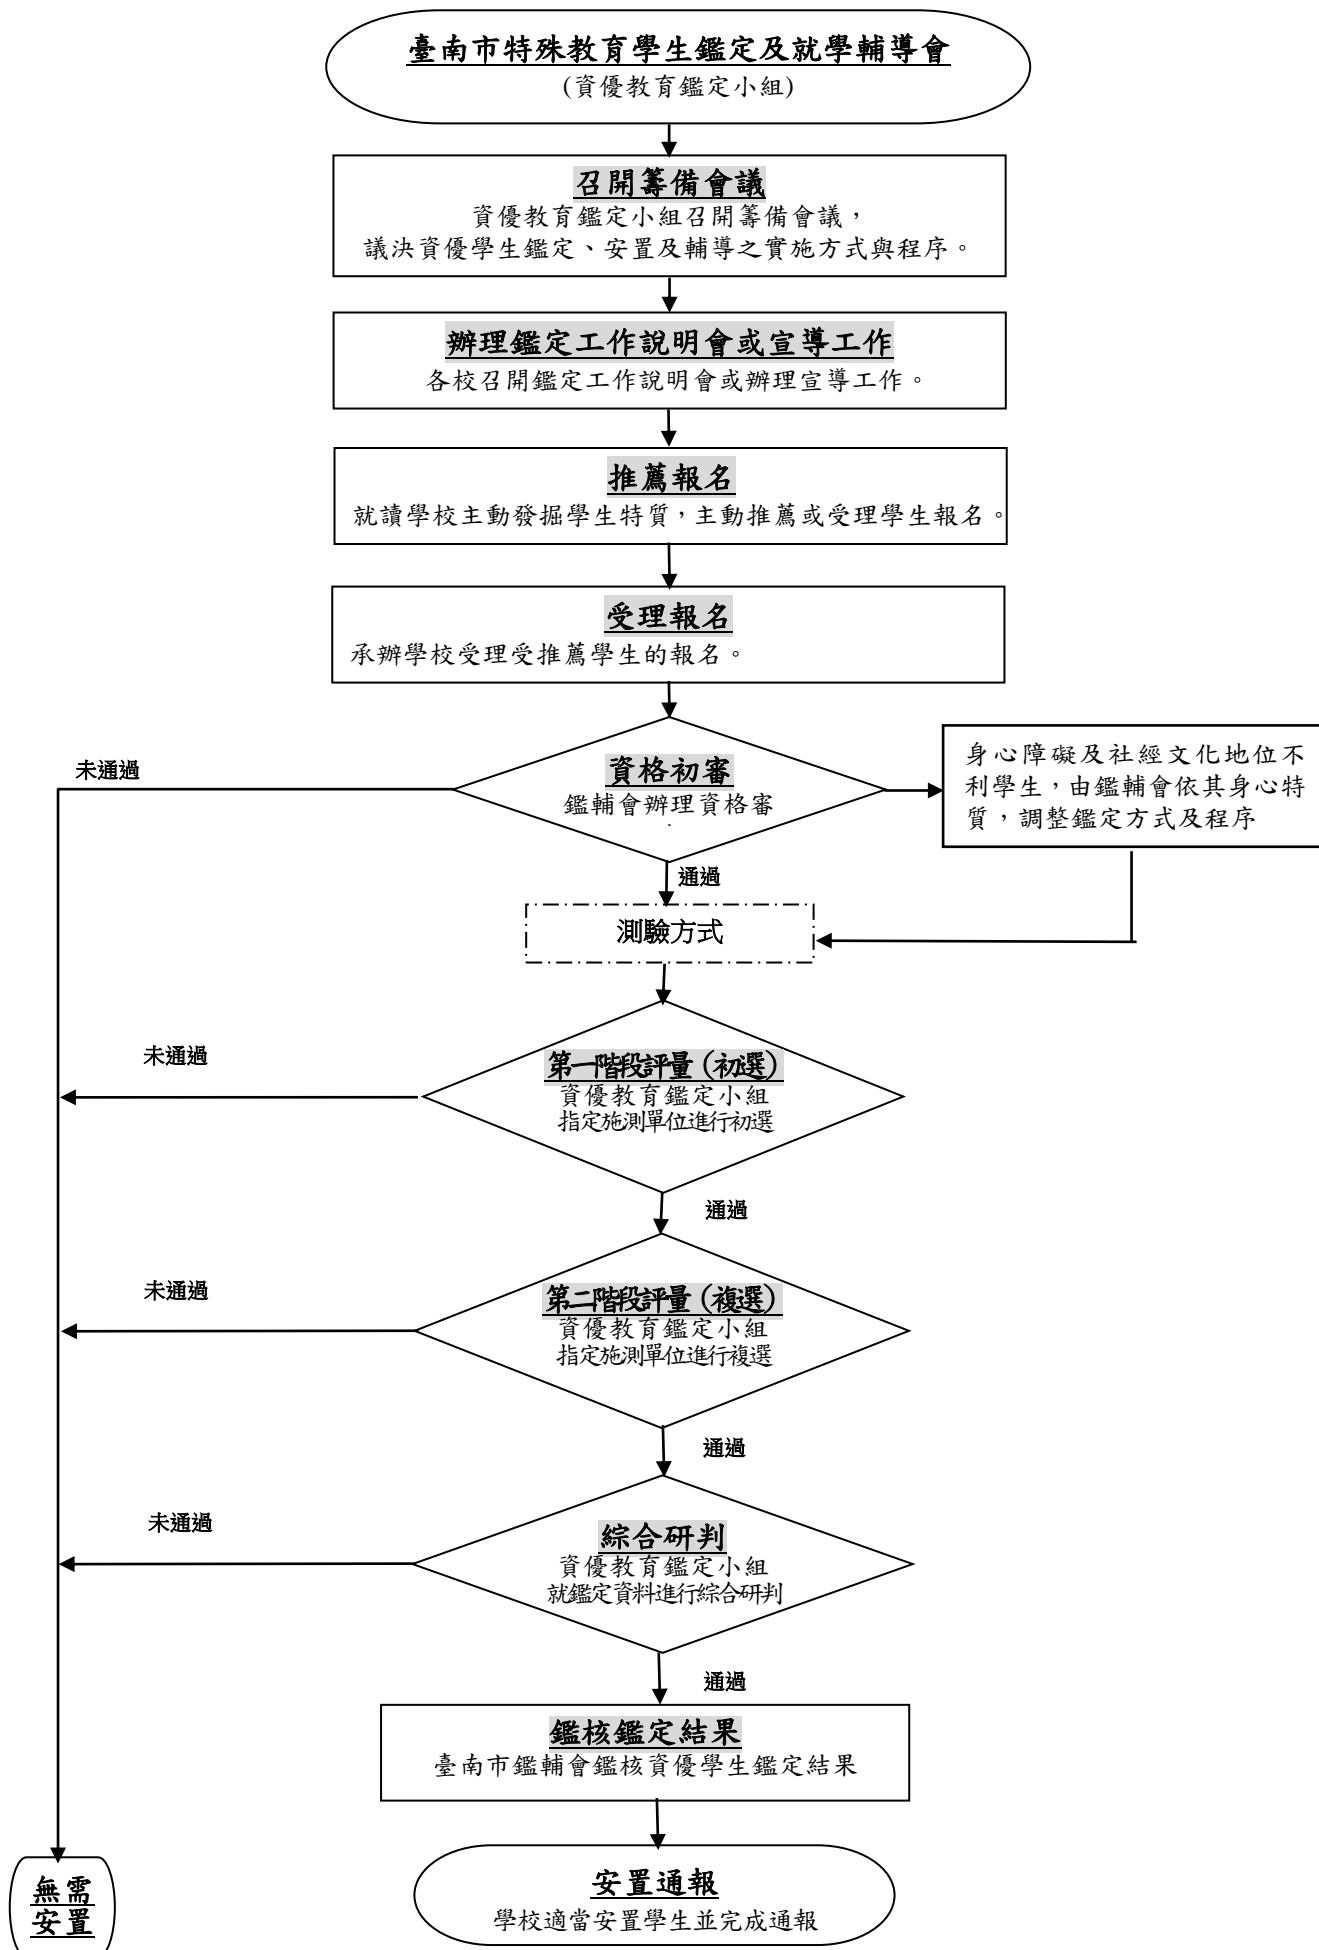 臺南市特殊教育學生鑑定及就學輔導會
(資優教育鑑定小組)
召開籌備會議
資優教育鑑定小組召開籌備會議，
議決資優學生鑑定、安置及輔導之實施方式與程序。
辦理鑑定工作說明會或宣導工作
各校召開鑑定工作說明會或辦理宣導工作。
推薦報名
就讀學校主動發掘學生特質，主動推薦或受理學生報名。
受理報名
承辦學校受理受推薦學生的報名。
未通過
資格初審
鑑輔會辦理資格審
身心障礙及社經文化地位不
利學生，由鑑輔會依其身心特
質，調整鑑定方式及程序
通過
測驗方式
未通過
第一階段評量（初選）
資優教育鑑定小組
指定施測單位進行初選
通過
未通過
第二階段評量（複選）
資優教育鑑定小組
指定施測單位進行複選
通過
未通過
綜合研判
資優教育鑑定小組
就鑑定資料進行綜合研判
通過
鑑核鑑定結果
臺南市鑑輔會鑑核資優學生鑑定結果
無需
安置
安置通報
學校適當安置學生並完成通報